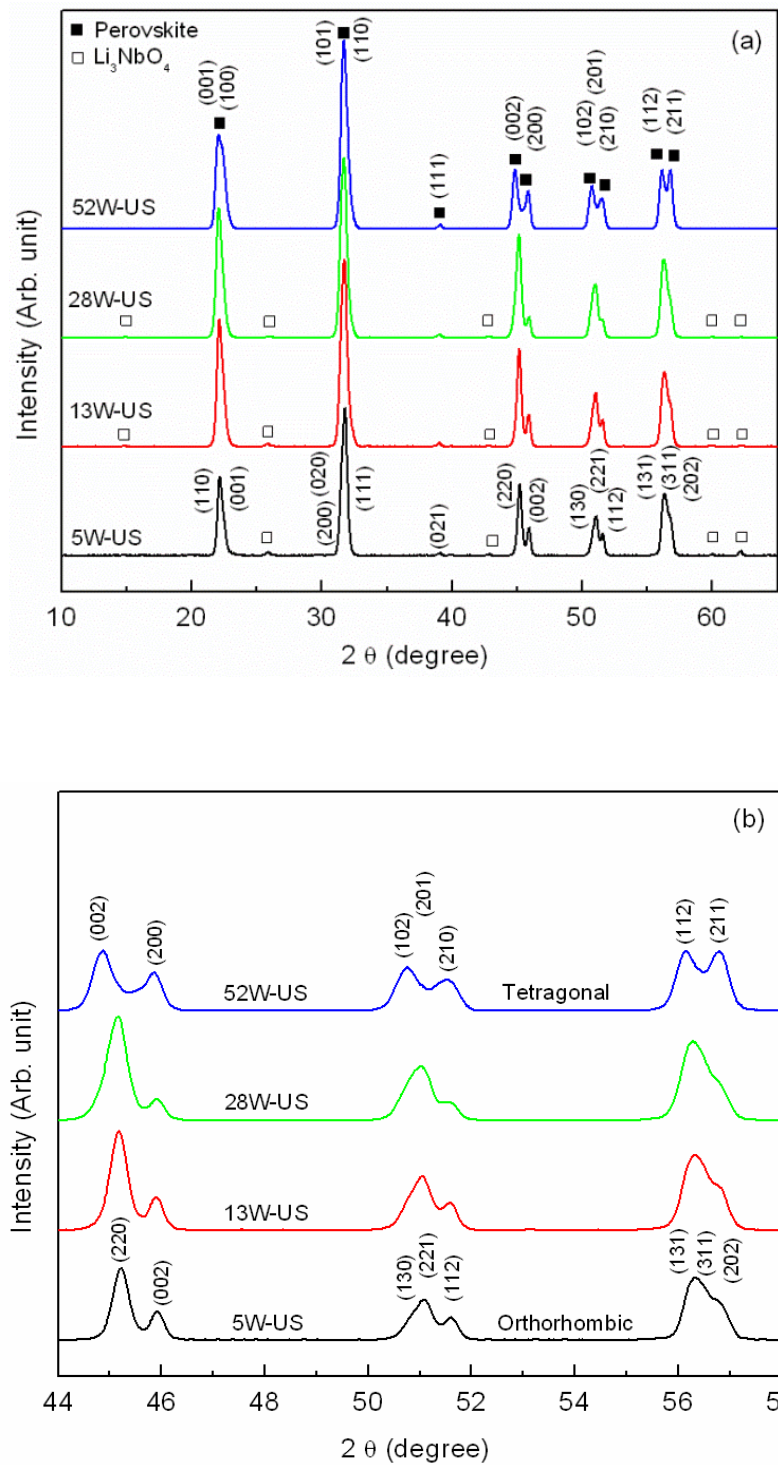 ■ Perovskite
□ Li₃NbO₄
(a)
(001)
(100)
(101)
(110)
(111)
(002)
(200)
(102)
(201)
(210)
(112)
(211)
52W-US
28W-US
13W-US
5W-US
(110)
(001)
(020)
(200)
(111)
(021)
(220)
(002)
(130)
(221)
(112)
(131)
(311)
(202)
Intensity (Arb. unit)
10 20 30 40 50 60
2 θ (degree)
(b)
(002)
(200)
(102)
(201)
(210)
(112)
(211)
52W-US
Tetragonal
28W-US
13W-US
(220)
(002)
(130)
(221)
(112)
(131)
(311)
(202)
5W-US
Orthorhombic
Intensity (Arb. unit)
44 46 48 50 52 54 56 5
2 θ (degree)